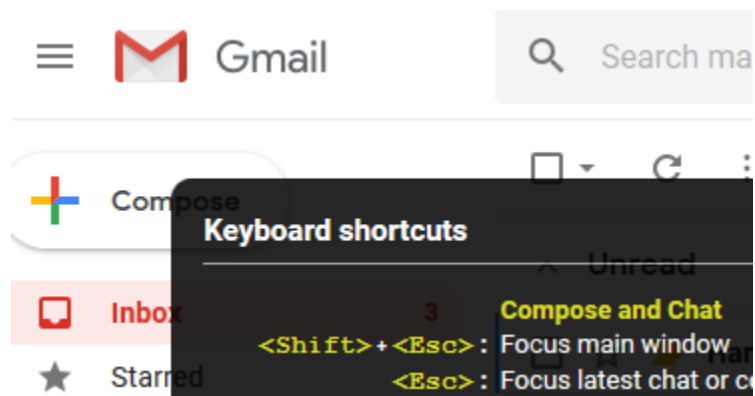 Gmail
Search ma
Compose
Keyboard shortcuts
Unread
Inbox 3
Compose and Chat
<Shift>+<Esc>: Focus main window
Starred
<Esc>: Focus latest chat or co